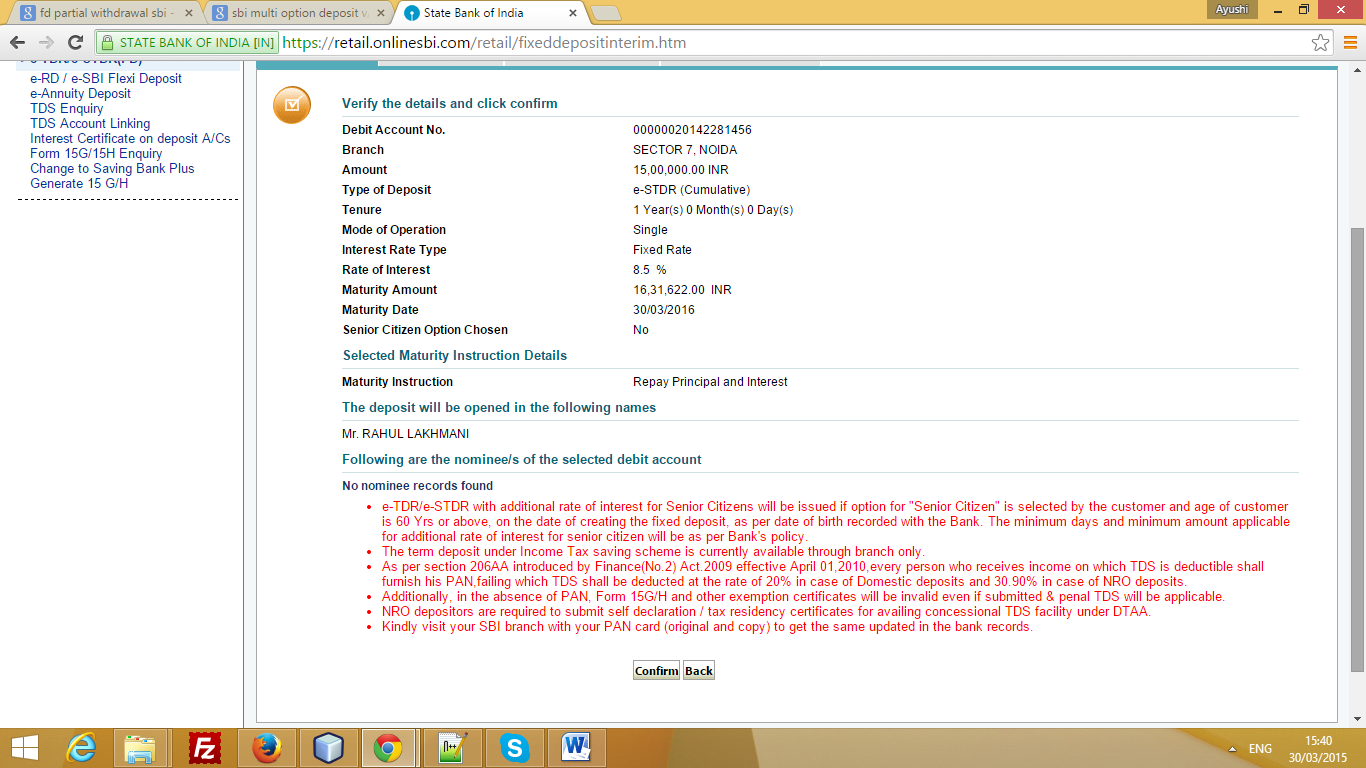 fd partial withdrawal sbi -
sbi multi option deposit v
State Bank of India
Ayushi
STATE BANK OF INDIA [IN]
https://retail.onlinesbi.com/retail/fixeddepositinterim.htm
e-RD / e-SBI Flexi Deposit
e-Annuity Deposit
TDS Enquiry
TDS Account Linking
Interest Certificate on deposit A/Cs
Form 15G/15H Enquiry
Change to Saving Bank Plus
Generate 15 G/H
Verify the details and click confirm
Debit Account No. 00000020142281456
Branch SECTOR 7, NOIDA
Amount 15,00,000.00 INR
Type of Deposit e-STDR (Cumulative)
Tenure 1 Year(s) 0 Month(s) 0 Day(s)
Mode of Operation Single
Interest Rate Type Fixed Rate
Rate of Interest 8.5 %
Maturity Amount 16,31,622.00 INR
Maturity Date 30/03/2016
Senior Citizen Option Chosen No
Selected Maturity Instruction Details
Maturity Instruction Repay Principal and Interest
The deposit will be opened in the following names
Mr. RAHUL LAKHMANI
Following are the nominee/s of the selected debit account
No nominee records found
• e-TDR/e-STDR with additional rate of interest for Senior Citizens will be issued if option for "Senior Citizen" is selected by the customer and age of customer
is 60 Yrs or above, on the date of creating the fixed deposit, as per date of birth recorded with the Bank. The minimum days and minimum amount applicable
for additional rate of interest for senior citizen will be as per Bank's policy.
• The term deposit under Income Tax saving scheme is currently available through branch only.
• As per section 206AA introduced by Finance(No.2) Act.2009 effective April 01,2010,every person who receives income on which TDS is deductible shall
furnish his PAN,failing which TDS shall be deducted at the rate of 20% in case of Domestic deposits and 30.90% in case of NRO deposits.
• Additionally, in the absence of PAN, Form 15G/H and other exemption certificates will be invalid even if submitted & penal TDS will be applicable.
• NRO depositors are required to submit self declaration / tax residency certificates for availing concessional TDS facility under DTAA.
• Kindly visit your SBI branch with your PAN card (original and copy) to get the same updated in the bank records.
Confirm Back
ENG
15:40
30/03/2015